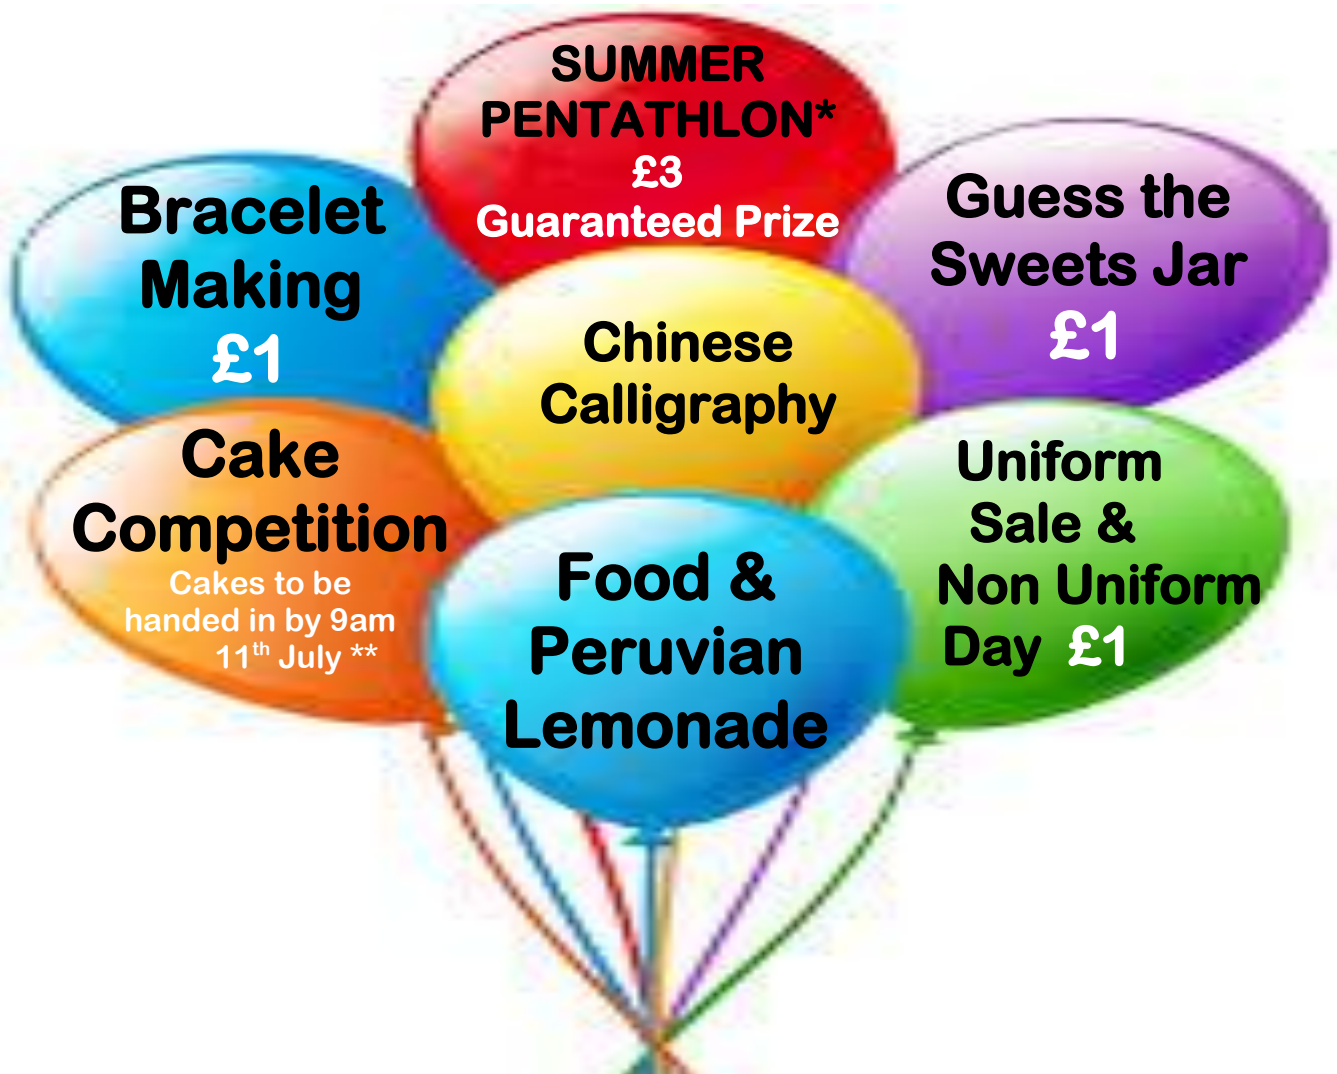 SUMMER
PENTATHLON*
£3
Guaranteed Prize
Bracelet
Making
£1
Guess the
Sweets Jar
£1
Chinese
Calligraphy
Cake
Competition
Cakes to be
handed in by 9am
11th July **
Uniform
Sale &
Non Uniform
Day £1
Food &
Peruvian
Lemonade